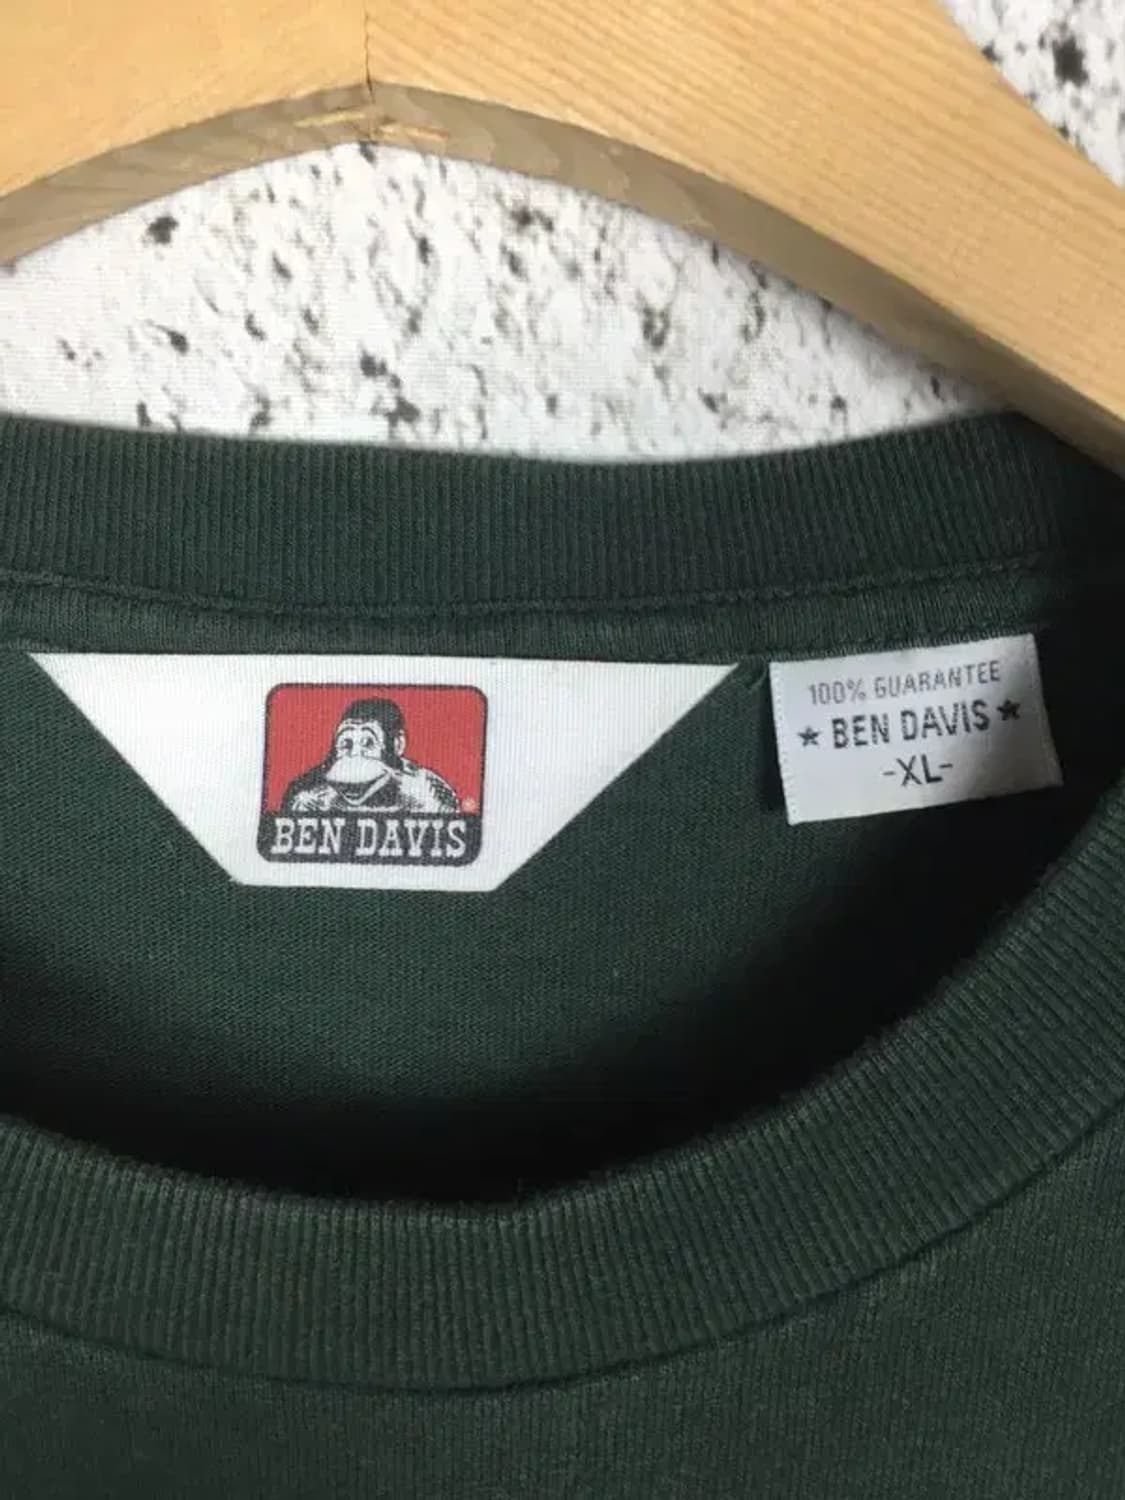 BEN DAVIS
100% GUARANTEE
★ BEN DAVIS ★
-XL-